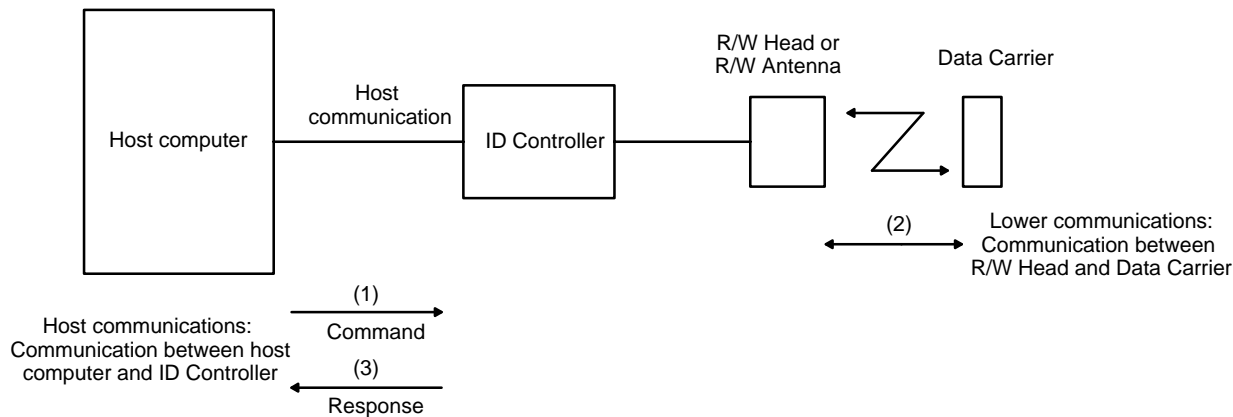 R/W Head or
R/W Antenna
Data Carrier
Host
communication
Host computer
ID Controller
(2)
Lower communications:
Communication between
R/W Head and Data Carrier
(1)
Command
Host communications:
Communication between host
computer and ID Controller
(3)
Response